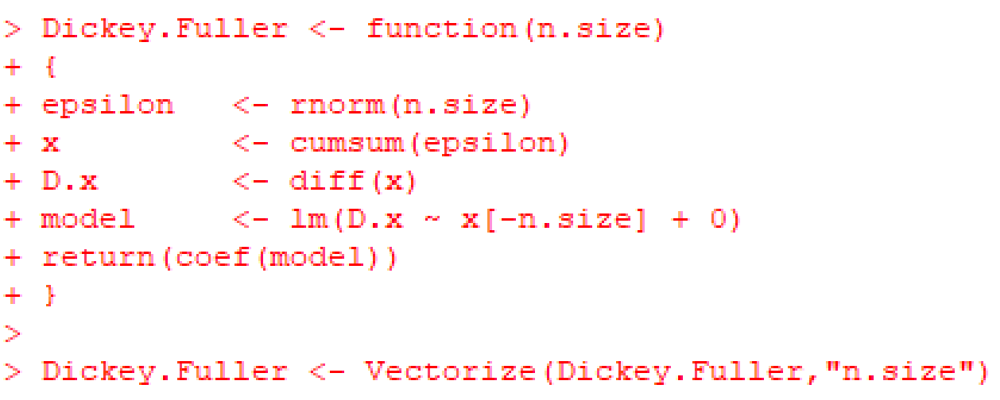 > Dickey.Fuller <- function(n.size)
+ {
+ epsilon   <- rnorm(n.size)
+ x         <- cumsum(epsilon)
+ D.x       <- diff(x)
+ model     <- lm(D.x ~ x[-n.size] + 0)
+ return(coef(model))
+ }
>
> Dickey.Fuller <- Vectorize(Dickey.Fuller,"n.size")